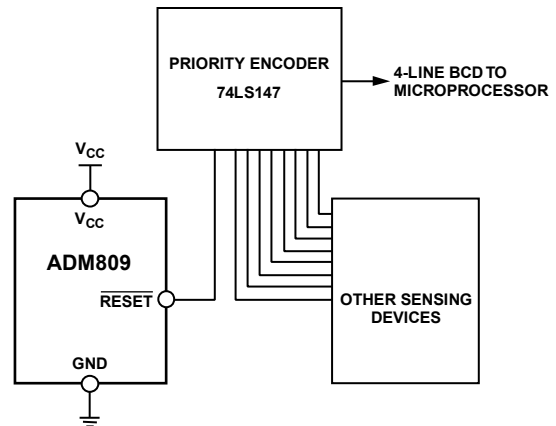 PRIORITY ENCODER
74LS147
4-LINE BCD TO
MICROPROCESSOR
VCC
VCC
ADM809
RESET
GND
OTHER SENSING
DEVICES